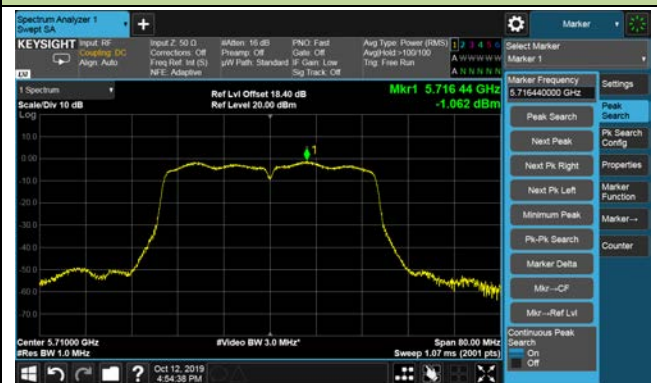 Spectrum Analyzer 1
Swept SA
+
Marker
KEYSIGHT
Input: RF
Coupling: DC
Align: Auto
Input Z: 50 Ω
Corrections: Off
Freq Ref: Int (S)
NFE: Adaptive
#Atten: 16 dB
Preamp: Off
µW Path: Standard
PNO: Fast
Gate: Off
IF Gain: Low
Sig Track: Off
Avg Type: Power (RMS)
Avg|Hold:>100/100
Trig: Free Run
1 2 3 4 5 6
A W W W W W
A N N N N N
LXI
Select Marker
Marker 1
1 Spectrum
Scale/Div 10 dB
Log
Ref Lvl Offset 18.40 dB
Ref Level 20.00 dBm
Mkr1 5.716 44 GHz
-1.062 dBm
1
10.0
0.00
-10.0
-20.0
-30.0
-40.0
-50.0
-60.0
-70.0
Center 5.71000 GHz
#Res BW 1.0 MHz
#Video BW 3.0 MHz*
Span 80.00 MHz
Sweep 1.07 ms (2001 pts)
Marker Frequency
5.716440000 GHz
Peak Search
Next Peak
Next Pk Right
Next Pk Left
Minimum Peak
Pk-Pk Search
Marker Delta
Mkr→CF
Mkr→Ref Lvl
Continuous Peak
Search
On
Off
Settings
Peak
Search
Pk Search
Config
Properties
Marker
Function
Marker→
Counter
?
Oct 12, 2019
4:54:38 PM